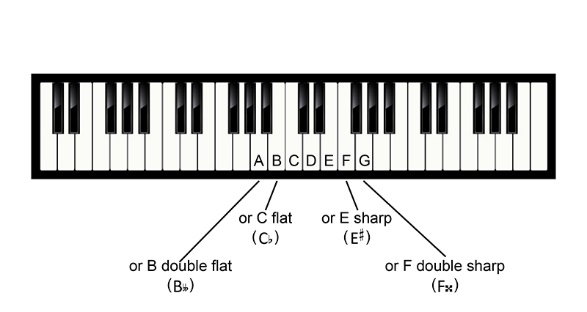 A B C D E F G
or C flat
(C♭)
or E sharp
(E♯)
or B double flat
(B𝄫)
or F double sharp
(F𝄪)